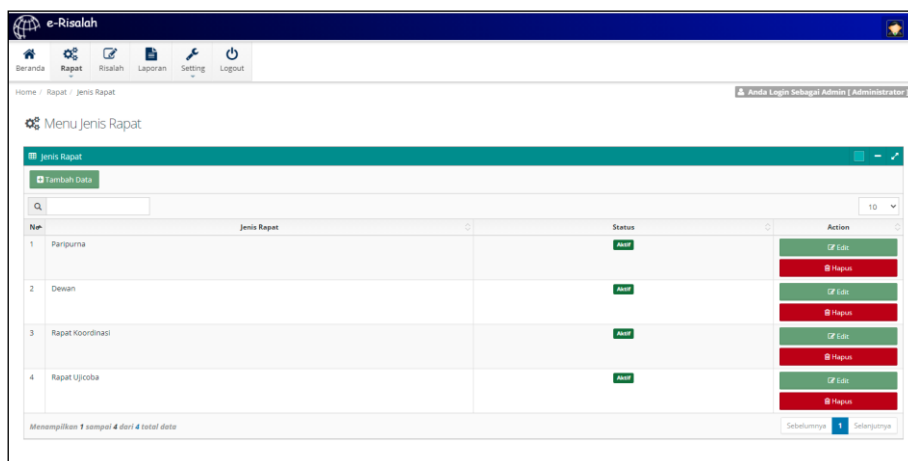 e-Risalah
Beranda Rapat Risalah Laporan Setting Logout
Home / Rapat / Jenis Rapat
Anda Login Sebagai Admin [ Administrator ]
Menu Jenis Rapat
Jenis Rapat
Tambah Data
10
No Jenis Rapat Status Action
1 Paripurna Aktif Edit
Hapus
2 Dewan Aktif Edit
Hapus
3 Rapat Koordinasi Aktif Edit
Hapus
4 Rapat Ujicoba Aktif Edit
Hapus
Menampilkan 1 sampai 4 dari 4 total data
Sebelumnya 1 Selanjutnya